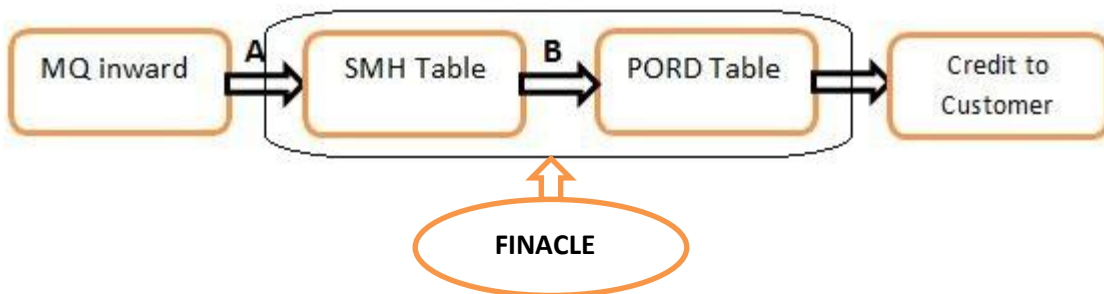 A
B
MQ inward
SMH Table
PORD Table
Credit to
Customer
FINACLE